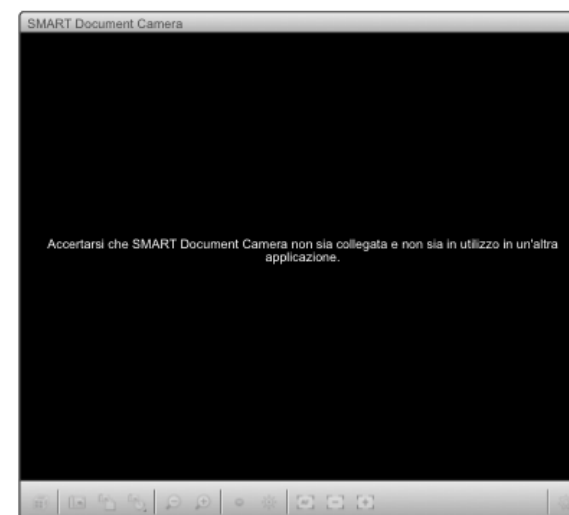 SMART Document Camera
Accertarsi che SMART Document Camera non sia collegata e non sia in utilizzo in un'altra
applicazione.